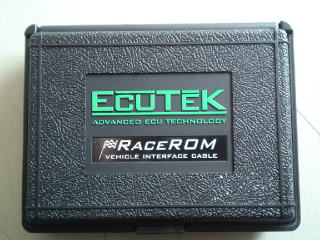 ECUTEK
ADVANCED ECU TECHNOLOGY
RACEROM
VEHICLE INTERFACE CABLE